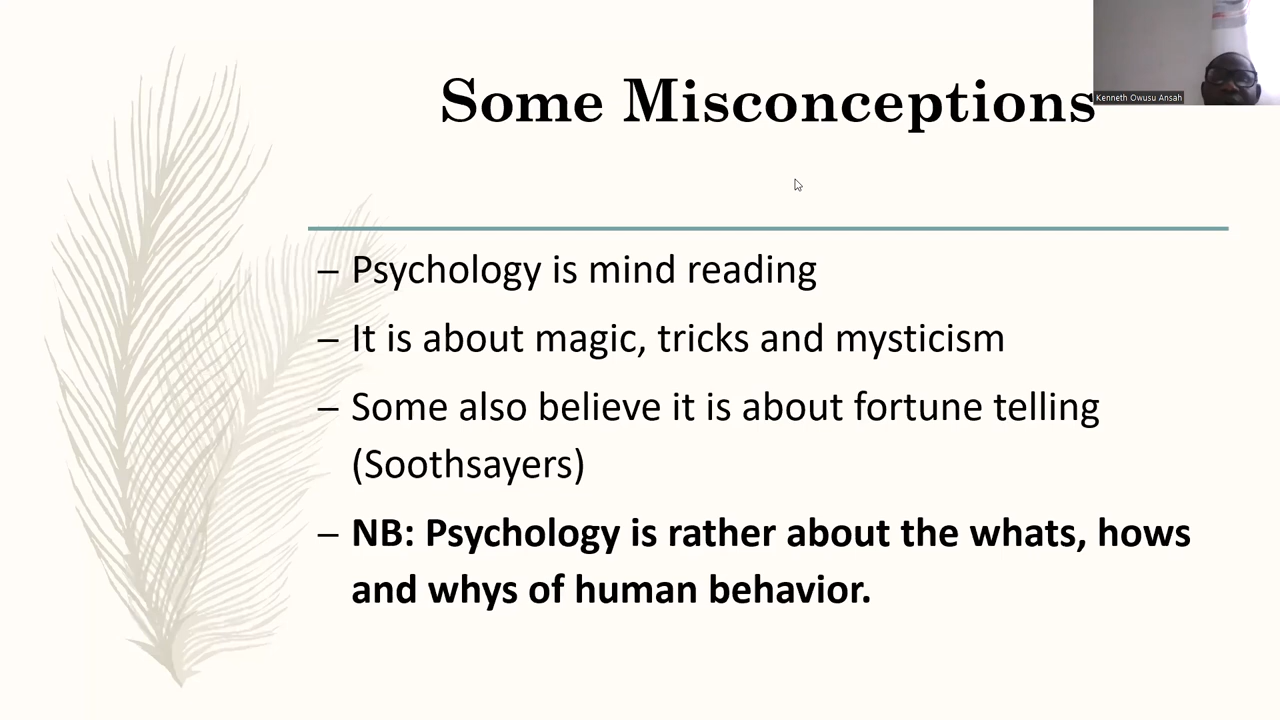 Some Misconceptions
Kenneth Owusu Ansah
– Psychology is mind reading
– It is about magic, tricks and mysticism
– Some also believe it is about fortune telling
(Soothsayers)
– NB: Psychology is rather about the whats, hows
and whys of human behavior.